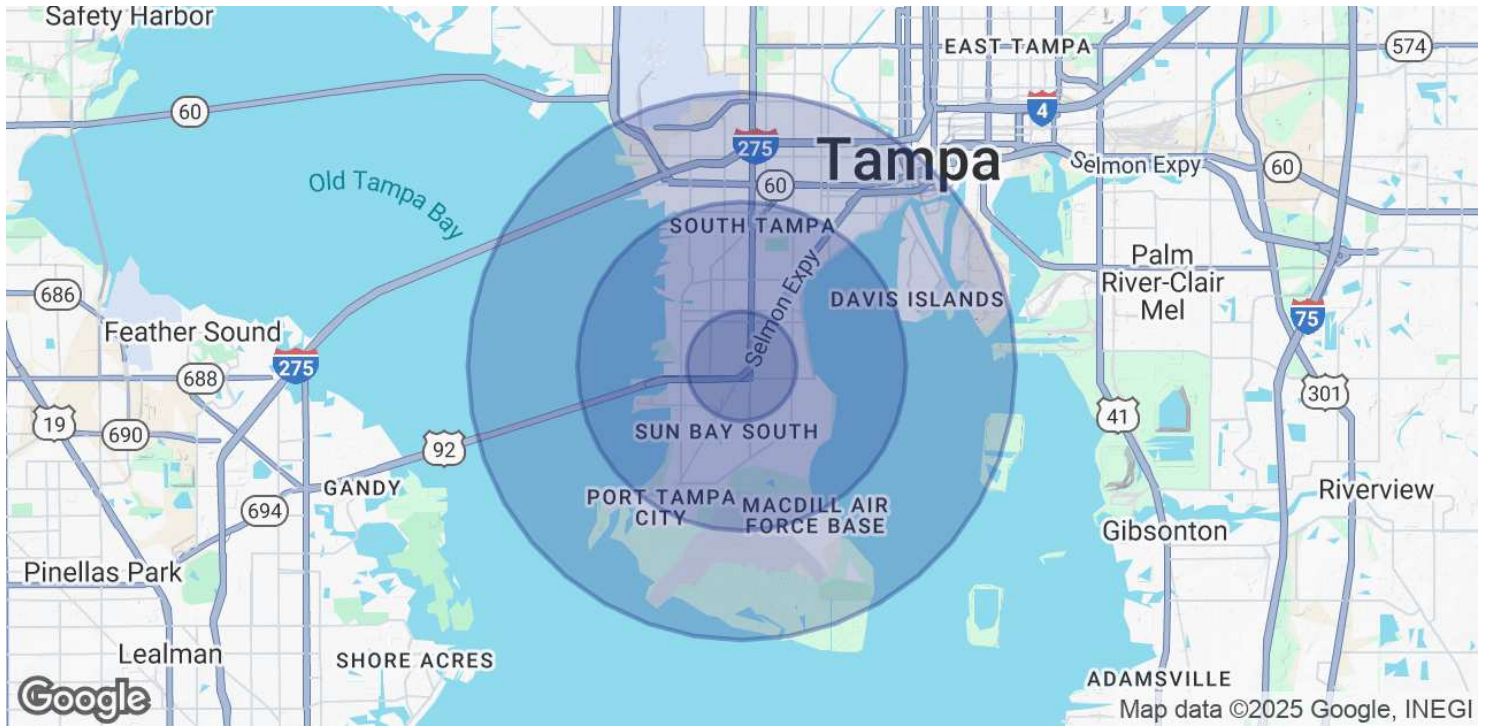 Safety Harbor
EAST TAMPA
574
60
4
275
Tampa
Selmon Expy
60
60
Old Tampa Bay
SOUTH TAMPA
Palm
River-Clair
Mel
686
DAVIS ISLANDS
Feather Sound
Selmon Expy
75
275
688
301
19
690
41
92
SUN BAY SOUTH
GANDY
694
PORT TAMPA
CITY
MACDILL AIR
FORCE BASE
Riverview
Gibsonton
Pinellas Park
Lealman
SHORE ACRES
ADAMSVILLE
Google
Map data ©2025 Google, INEGI